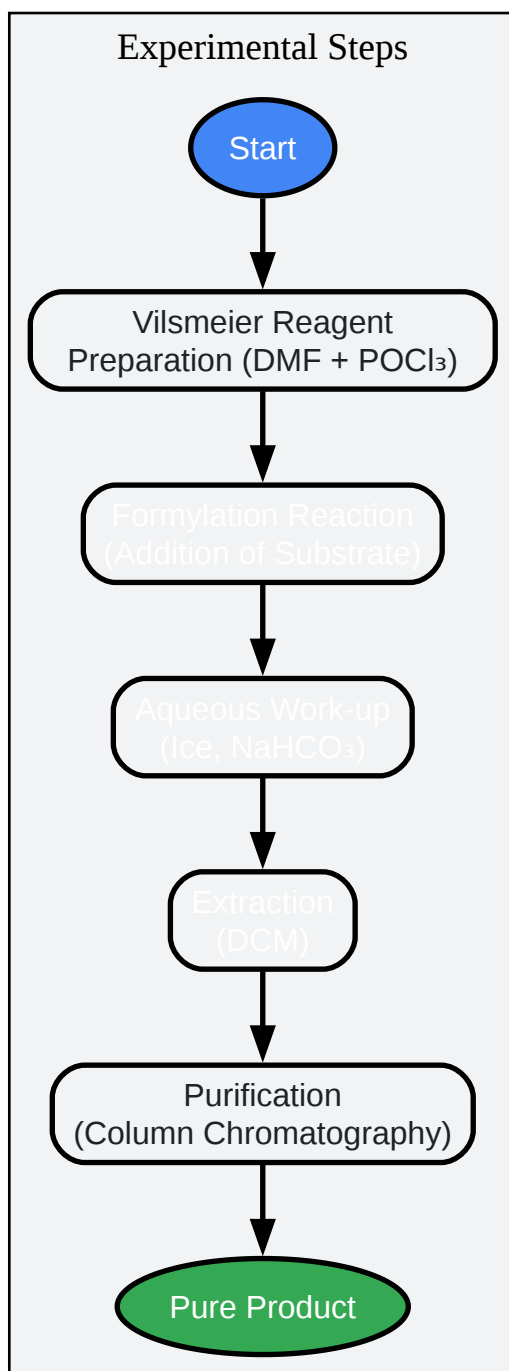 Experimental Steps
Start
Vilsmeier Reagent
Preparation (DMF + POCl₃)
Formylation Reaction
(Addition of Substrate)
Aqueous Work-up
(Ice, NaHCO₃)
Extraction
(DCM)
Purification
(Column Chromatography)
Pure Product